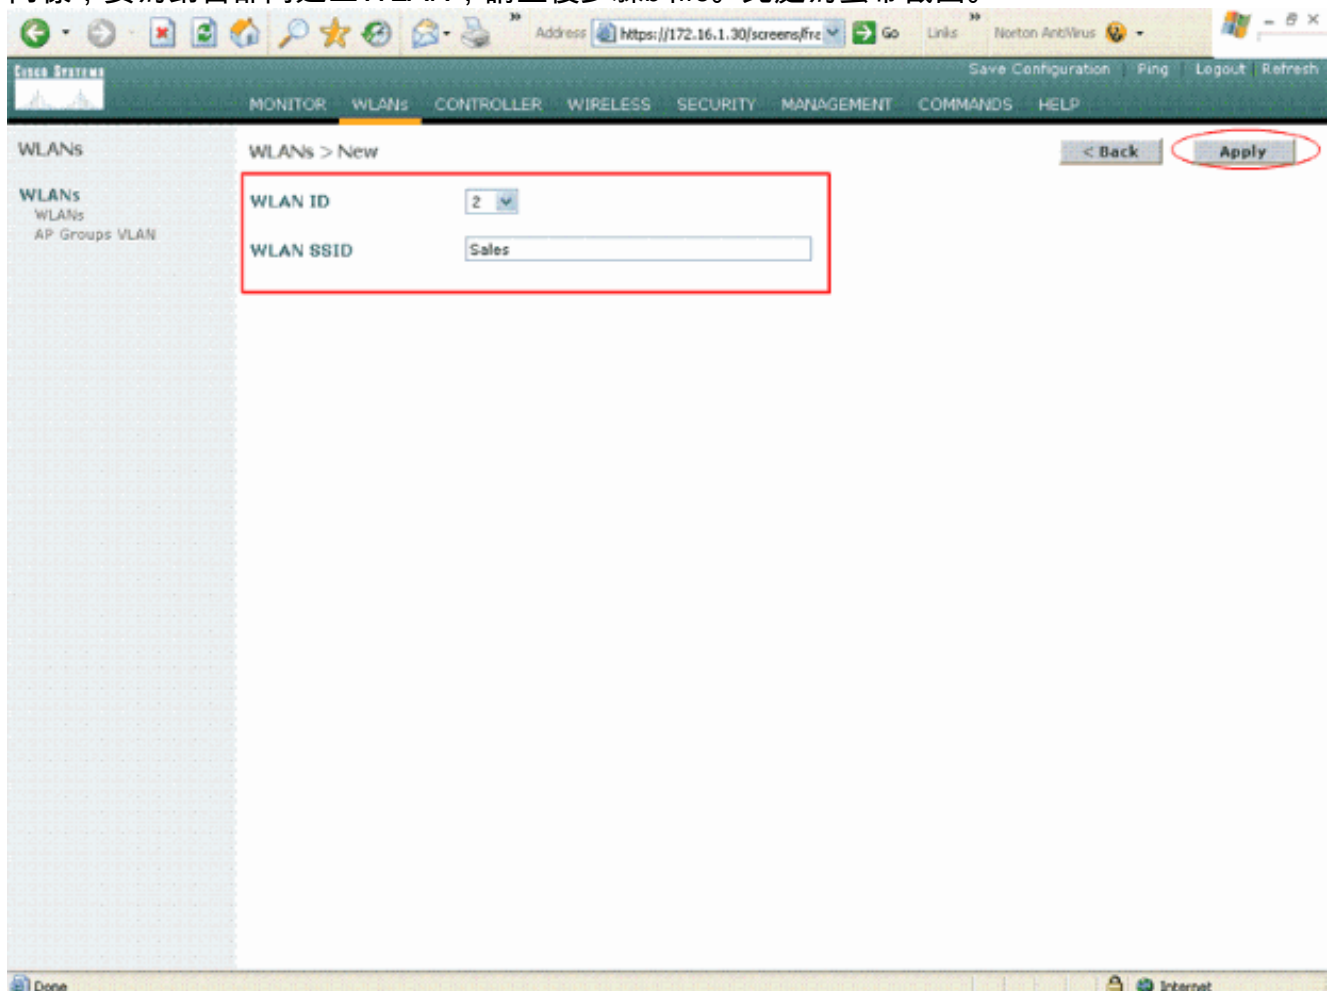 Address https://172.16.1.30/screens/fra Go Links Norton AntiVirus
Cisco Systems
Save Configuration Ping Logout Refresh
MONITOR WLANs CONTROLLER WIRELESS SECURITY MANAGEMENT COMMANDS HELP
WLANs
WLANs > New
< Back
Apply
WLANs
WLANs
AP Groups VLAN
WLAN ID 2
WLAN SSID Sales
Done
Internet